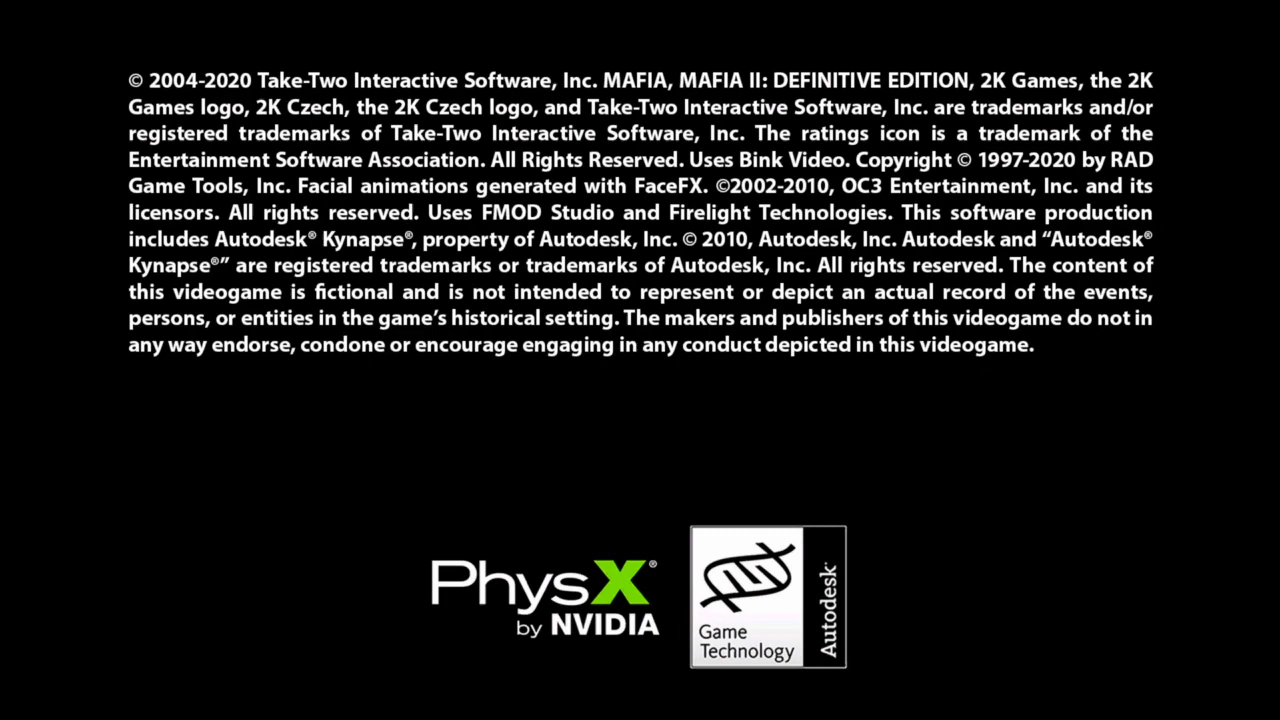 © 2004-2020 Take-Two Interactive Software, Inc. MAFIA, MAFIA II: DEFINITIVE EDITION, 2K Games, the 2K
Games logo, 2K Czech, the 2K Czech logo, and Take-Two Interactive Software, Inc. are trademarks and/or
registered trademarks of Take-Two Interactive Software, Inc. The ratings icon is a trademark of the
Entertainment Software Association. All Rights Reserved. Uses Bink Video. Copyright © 1997-2020 by RAD
Game Tools, Inc. Facial animations generated with FaceFX. ©2002-2010, OC3 Entertainment, Inc. and its
licensors. All rights reserved. Uses FMOD Studio and Firelight Technologies. This software production
includes Autodesk® Kynapse®, property of Autodesk, Inc. © 2010, Autodesk, Inc. Autodesk and “Autodesk®
Kynapse®” are registered trademarks or trademarks of Autodesk, Inc. All rights reserved. The content of
this videogame is fictional and is not intended to represent or depict an actual record of the events,
persons, or entities in the game’s historical setting. The makers and publishers of this videogame do not in
any way endorse, condone or encourage engaging in any conduct depicted in this videogame.
PhysX®
by NVIDIA
Game
Technology
Autodesk®